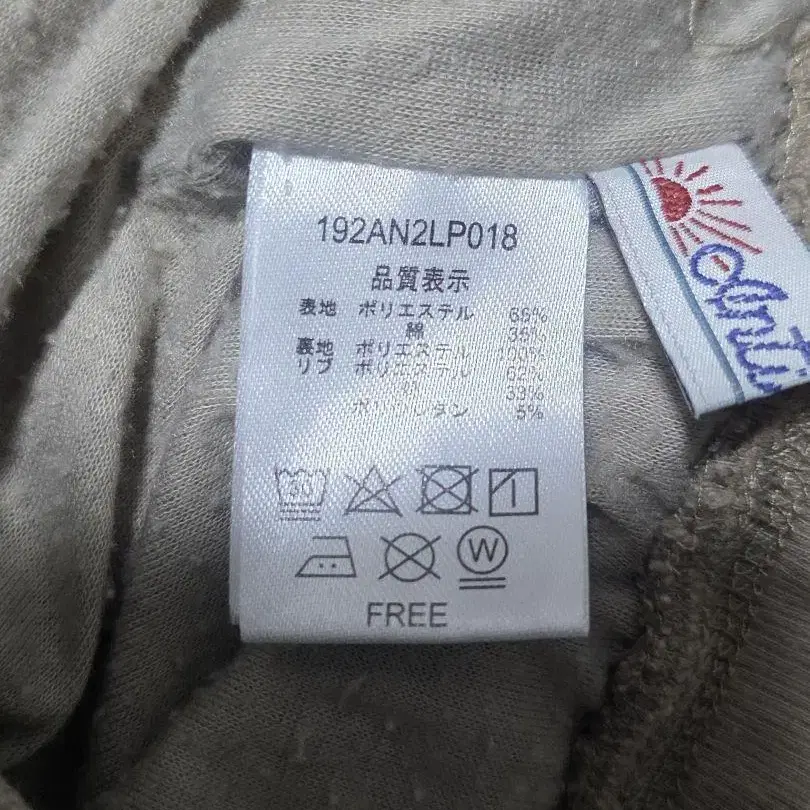 192AN2LP018
品質表示
表地 ポリエステル 65%
綿 35%
裏地 ポリエステル 100%
リブ ポリエステル 62%
33%
ポリウレタン 5%
30
W
FREE